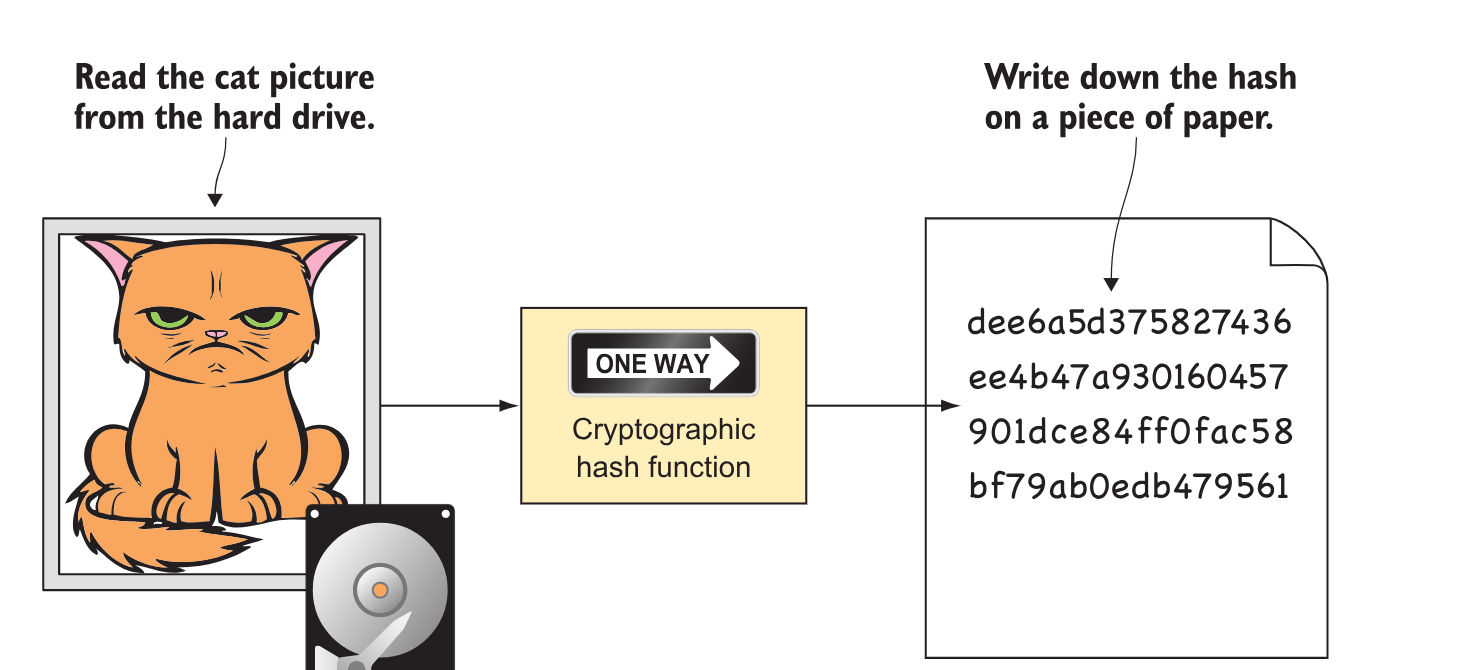 Read the cat picture
from the hard drive.
Write down the hash
on a piece of paper.
ONE WAY
Cryptographic
hash function
dee6a5d375827436
ee4b47a930160457
901dce84ff0fac58
bf79ab0edb479561